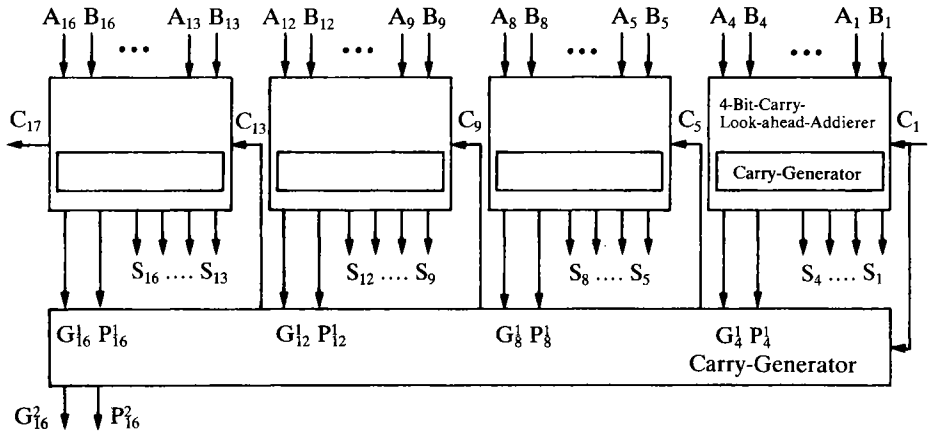 A₁₆ B₁₆ ••• A₁₃ B₁₃ A₁₂ B₁₂ ••• A₉ B₉ A₈ B₈ ••• A₅ B₅ A₄ B₄ ••• A₁ B₁
C₁₇ C₁₃ C₉ C₅ 4-Bit-Carry- C₁
Look-ahead-Addierer
Carry-Generator
S₁₆ .... S₁₃ S₁₂ .... S₉ S₈ .... S₅ S₄ .... S₁
G¹₁₆ P¹₁₆ G¹₁₂ P¹₁₂ G¹₈ P¹₈ G¹₄ P¹₄
Carry-Generator
G²₁₆ P²₁₆